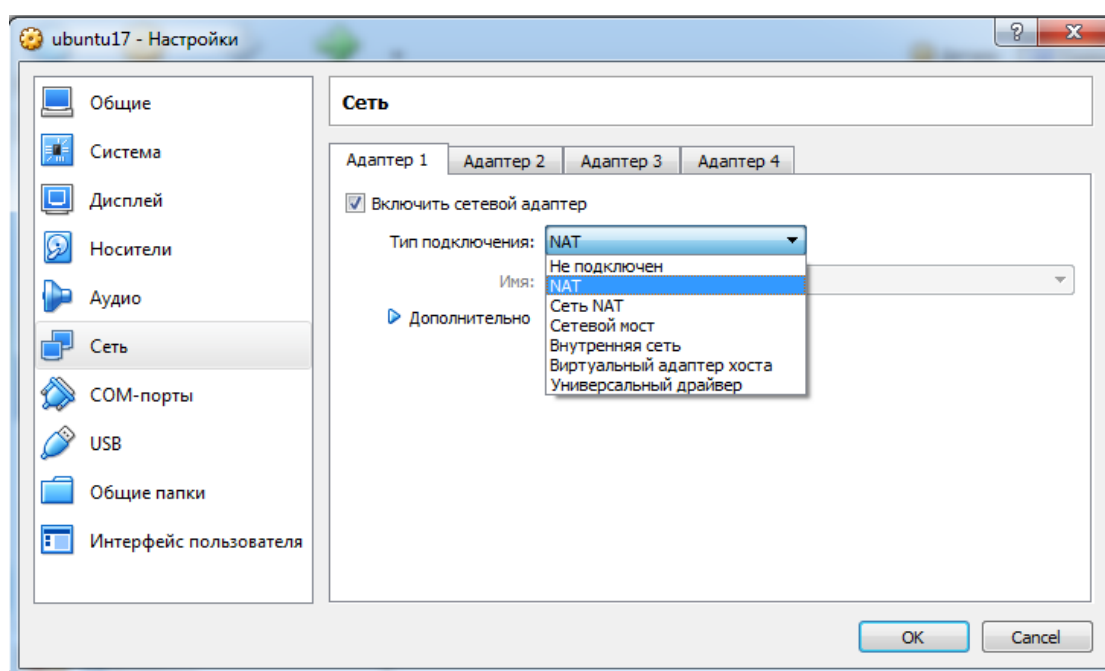 ubuntu17 - Настройки
Общие
Система
Дисплей
Носители
Аудио
Сеть
COM-порты
USB
Общие папки
Интерфейс пользователя
Сеть
Адаптер 1 Адаптер 2 Адаптер 3 Адаптер 4
Включить сетевой адаптер
Тип подключения: NAT
Имя:
Дополнительно
Не подключен
NAT
Сеть NAT
Сетевой мост
Внутренняя сеть
Виртуальный адаптер хоста
Универсальный драйвер
OK Cancel